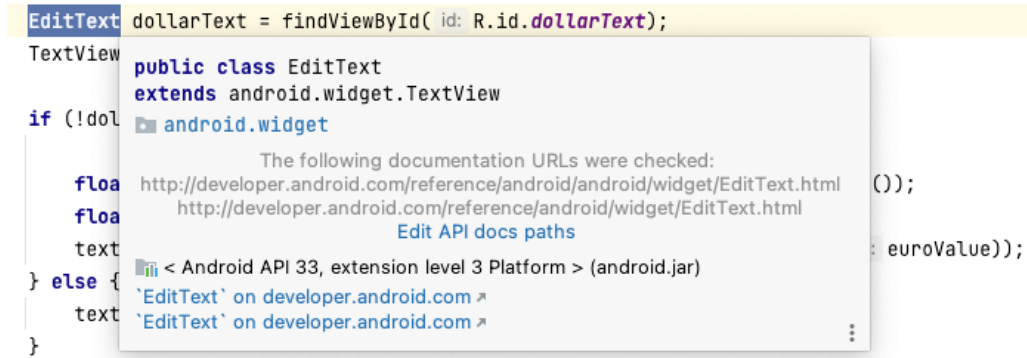 EditText dollarText = findViewById( id: R.id.dollarText);
TextView
public class EditText
extends android.widget.TextView
if (!dol
android.widget
The following documentation URLs were checked:
floa http://developer.android.com/reference/android/android/widget/EditText.html ());
floa http://developer.android.com/reference/android/widget/EditText.html
Edit API docs paths
text : euroValue));
< Android API 33, extension level 3 Platform > (android.jar)
} else {
`EditText` on developer.android.com
text `EditText` on developer.android.com
}